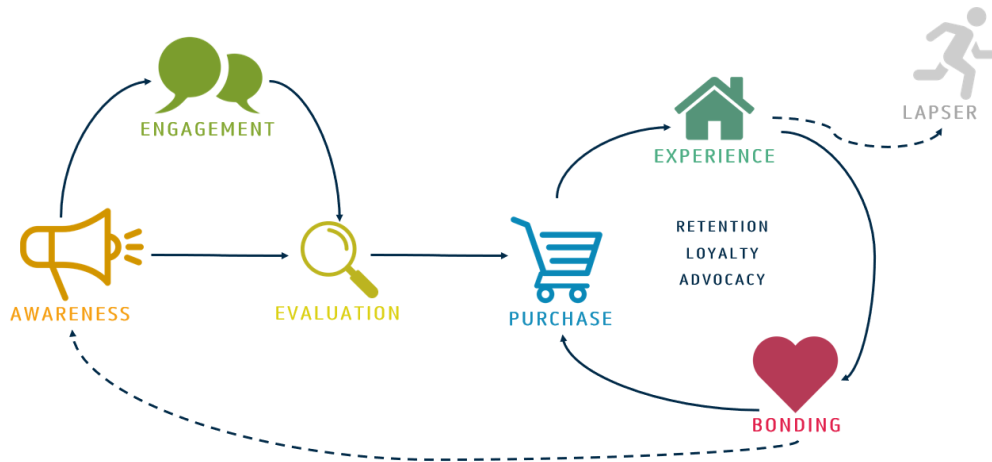 ENGAGEMENT
LAPSER
EXPERIENCE
RETENTION
LOYALTY
ADVOCACY
AWARENESS
EVALUATION
PURCHASE
BONDING